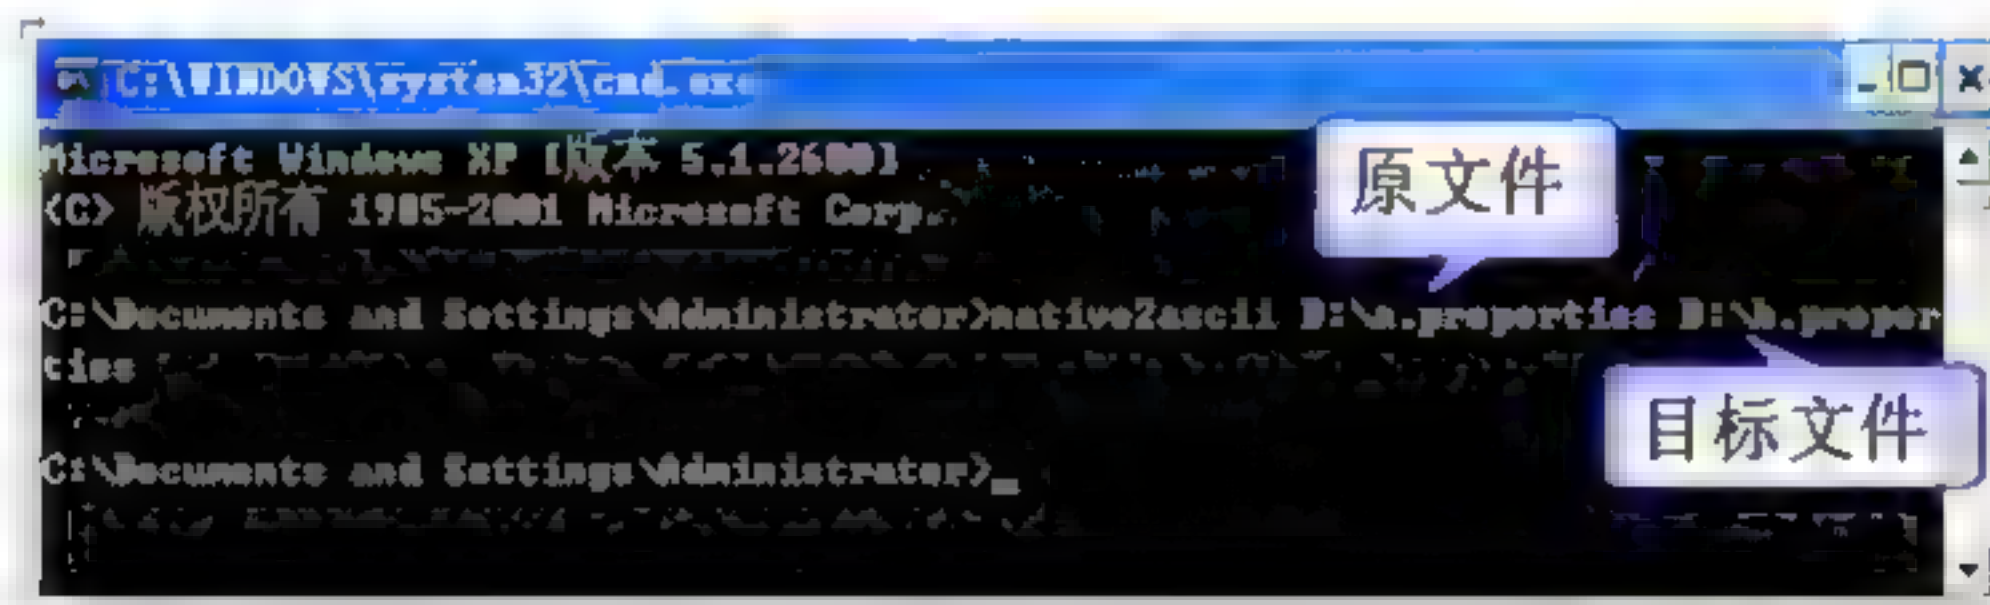 C:\WINDOWS\system32\cmd.exe
Microsoft Windows XP [版本 5.1.2600]
(C) 版权所有 1985-2001 Microsoft Corp.
原文件
C:\Documents and Settings\Administrator>native2ascii D:\a.properties D:\b.proper
ties
目标文件
C:\Documents and Settings\Administrator>_